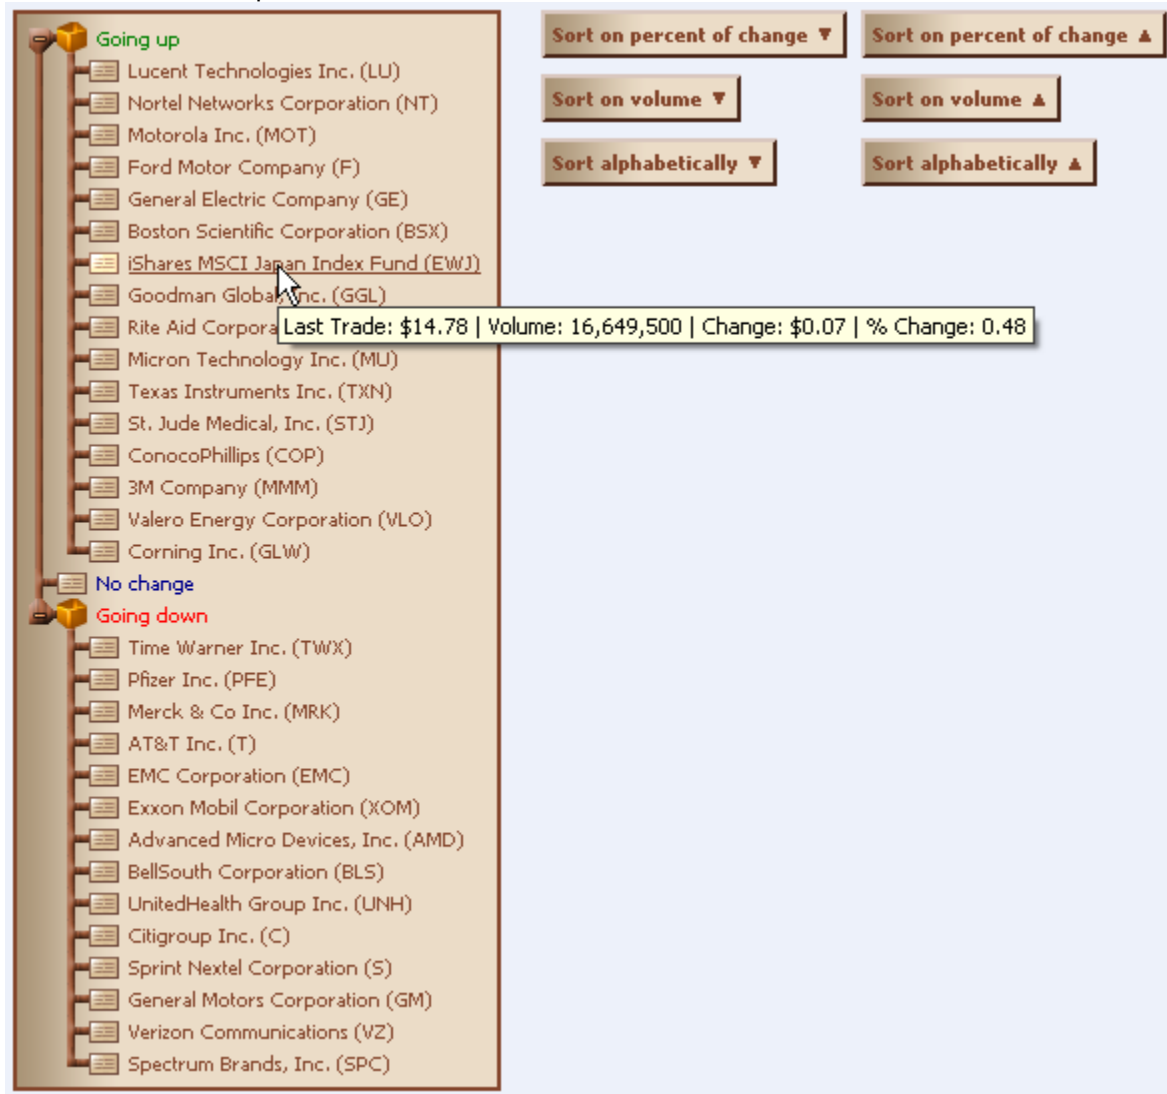 Going up
Lucent Technologies Inc. (LU)
Nortel Networks Corporation (NT)
Motorola Inc. (MOT)
Ford Motor Company (F)
General Electric Company (GE)
Boston Scientific Corporation (BSX)
iShares MSCI Japan Index Fund (EWJ)
Goodman Global, Inc. (GGL)
Rite Aid Corpora
Last Trade: $14.78 | Volume: 16,649,500 | Change: $0.07 | % Change: 0.48
Micron Technology Inc. (MU)
Texas Instruments Inc. (TXN)
St. Jude Medical, Inc. (STJ)
ConocoPhillips (COP)
3M Company (MMM)
Valero Energy Corporation (VLO)
Corning Inc. (GLW)
No change
Going down
Time Warner Inc. (TWX)
Pfizer Inc. (PFE)
Merck & Co Inc. (MRK)
AT&T Inc. (T)
EMC Corporation (EMC)
Exxon Mobil Corporation (XOM)
Advanced Micro Devices, Inc. (AMD)
BellSouth Corporation (BLS)
UnitedHealth Group Inc. (UNH)
Citigroup Inc. (C)
Sprint Nextel Corporation (S)
General Motors Corporation (GM)
Verizon Communications (VZ)
Spectrum Brands, Inc. (SPC)
Sort on percent of change ▼
Sort on percent of change ▲
Sort on volume ▼
Sort on volume ▲
Sort alphabetically ▼
Sort alphabetically ▲